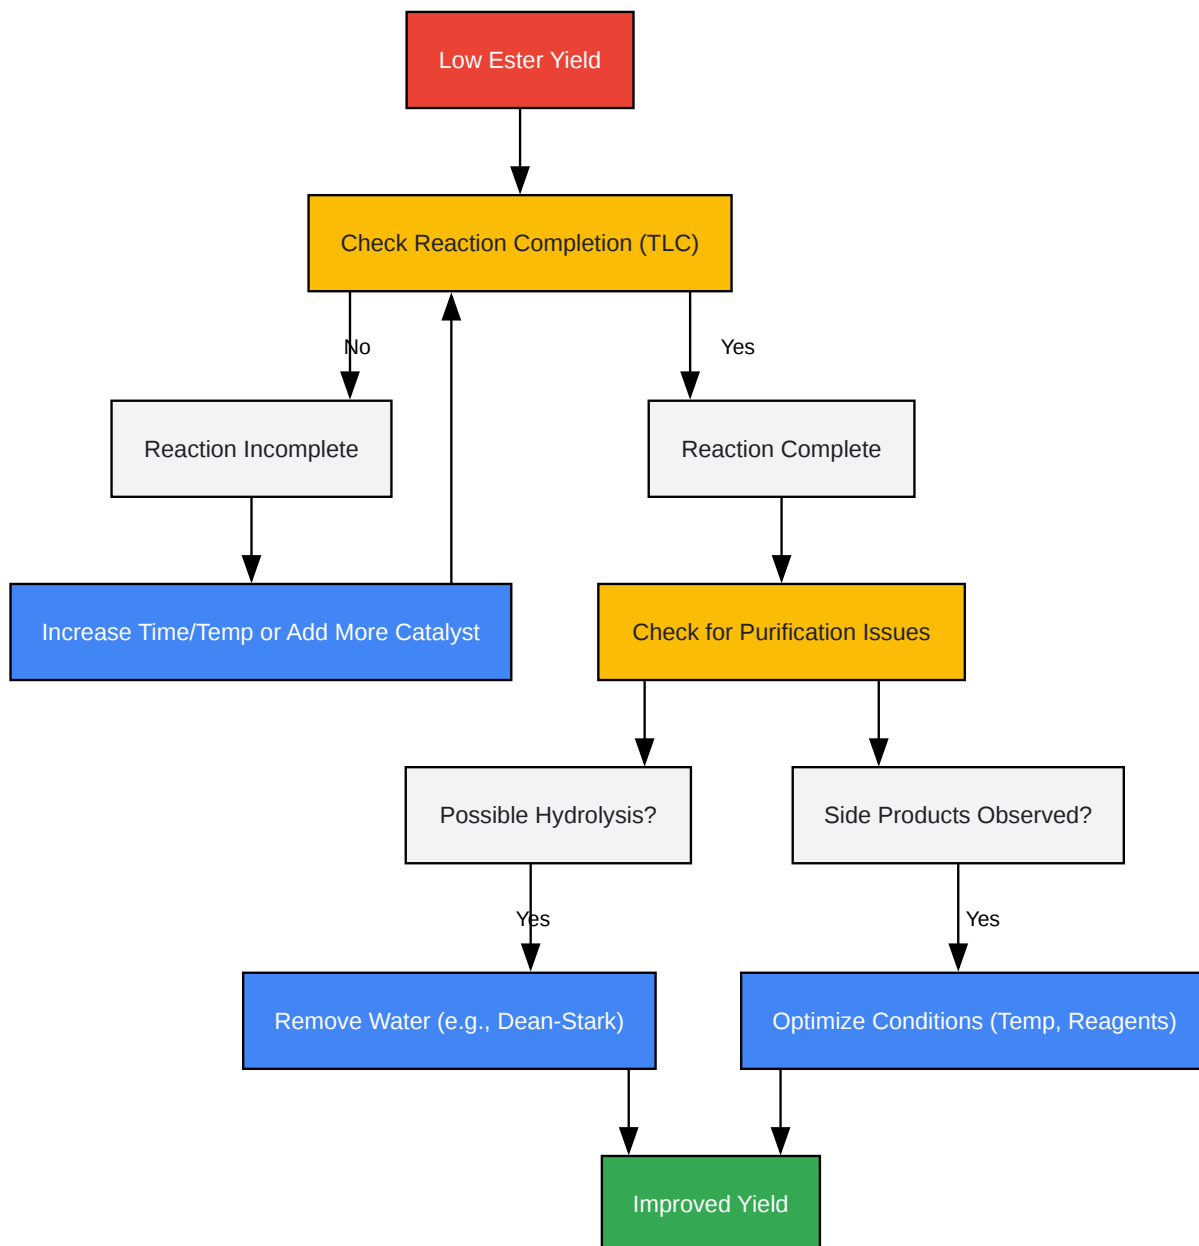 Low Ester Yield
Check Reaction Completion (TLC)
No
Yes
Reaction Incomplete
Reaction Complete
Increase Time/Temp or Add More Catalyst
Check for Purification Issues
Possible Hydrolysis?
Side Products Observed?
Yes
Yes
Remove Water (e.g., Dean-Stark)
Optimize Conditions (Temp, Reagents)
Improved Yield